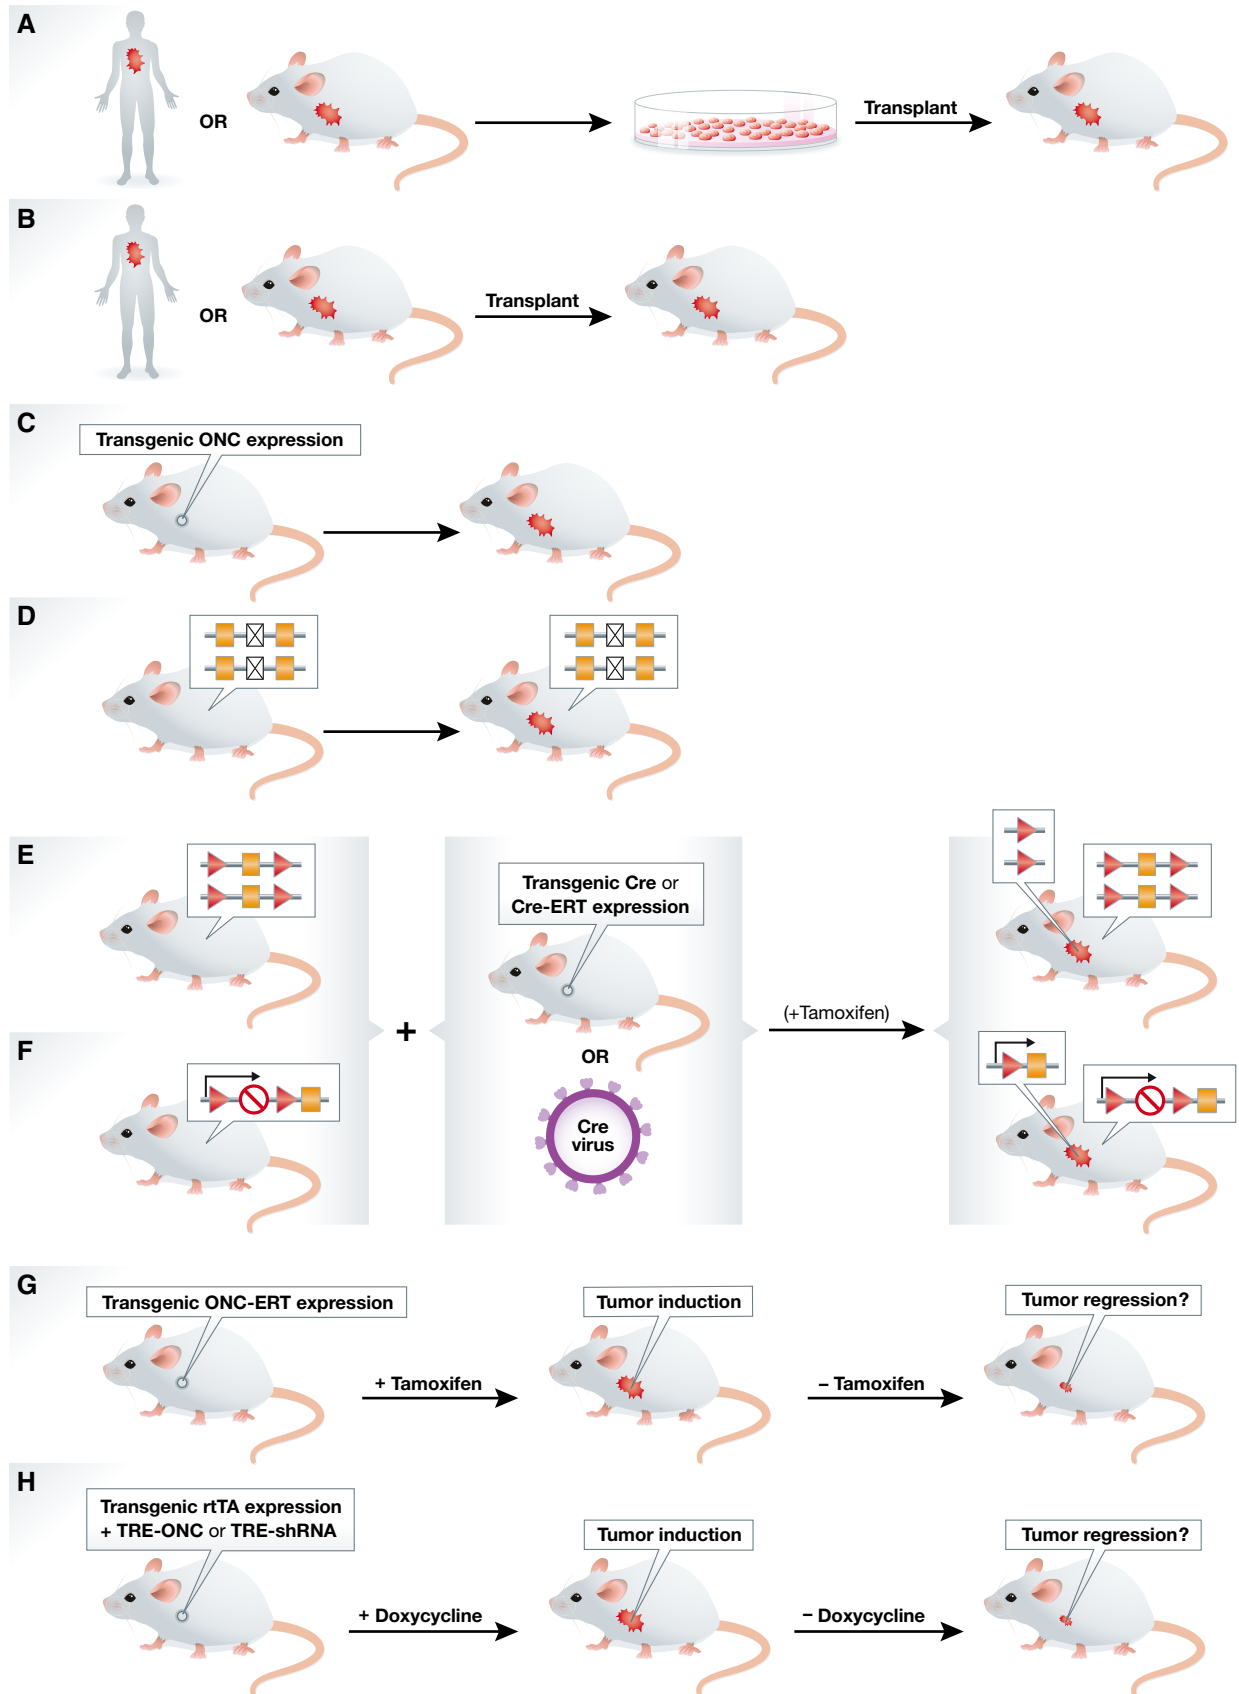 A
OR
Transplant
B
OR
Transplant
C
Transgenic ONC expression
D
E
Transgenic Cre or
Cre-ERT expression
(+Tamoxifen)
+
F
OR
Cre
virus
G
Transgenic ONC-ERT expression
+ Tamoxifen
Tumor induction
– Tamoxifen
Tumor regression?
H
Transgenic rtTA expression
+ TRE-ONC or TRE-shRNA
+ Doxycycline
Tumor induction
– Doxycycline
Tumor regression?